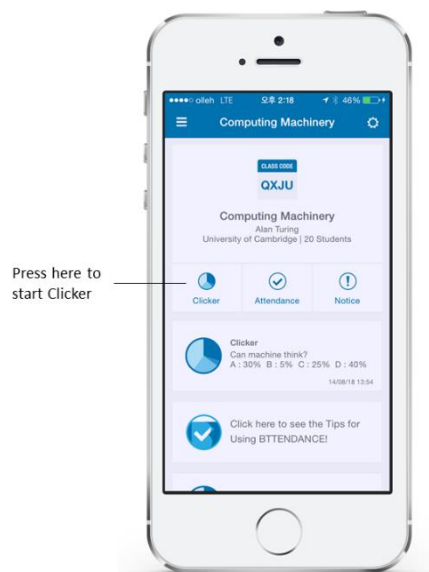 olleh LTE 오후 2:18 46%
Computing Machinery
CLASS CODE
QXJU
Computing Machinery
Alan Turing
University of Cambridge | 20 Students
Press here to
start Clicker
Clicker Attendance Notice
Clicker
Can machine think?
A : 30% B : 5% C : 25% D : 40%
14/08/18 13:54
Click here to see the Tips for
Using BTTENDANCE!